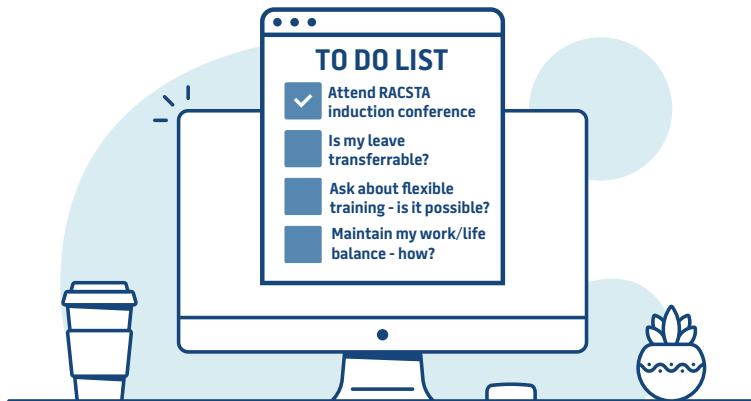 TO DO LIST
Attend RACSTA
induction conference
Is my leave
transferrable?
Ask about flexible
training - is it possible?
Maintain my work/life
balance - how?